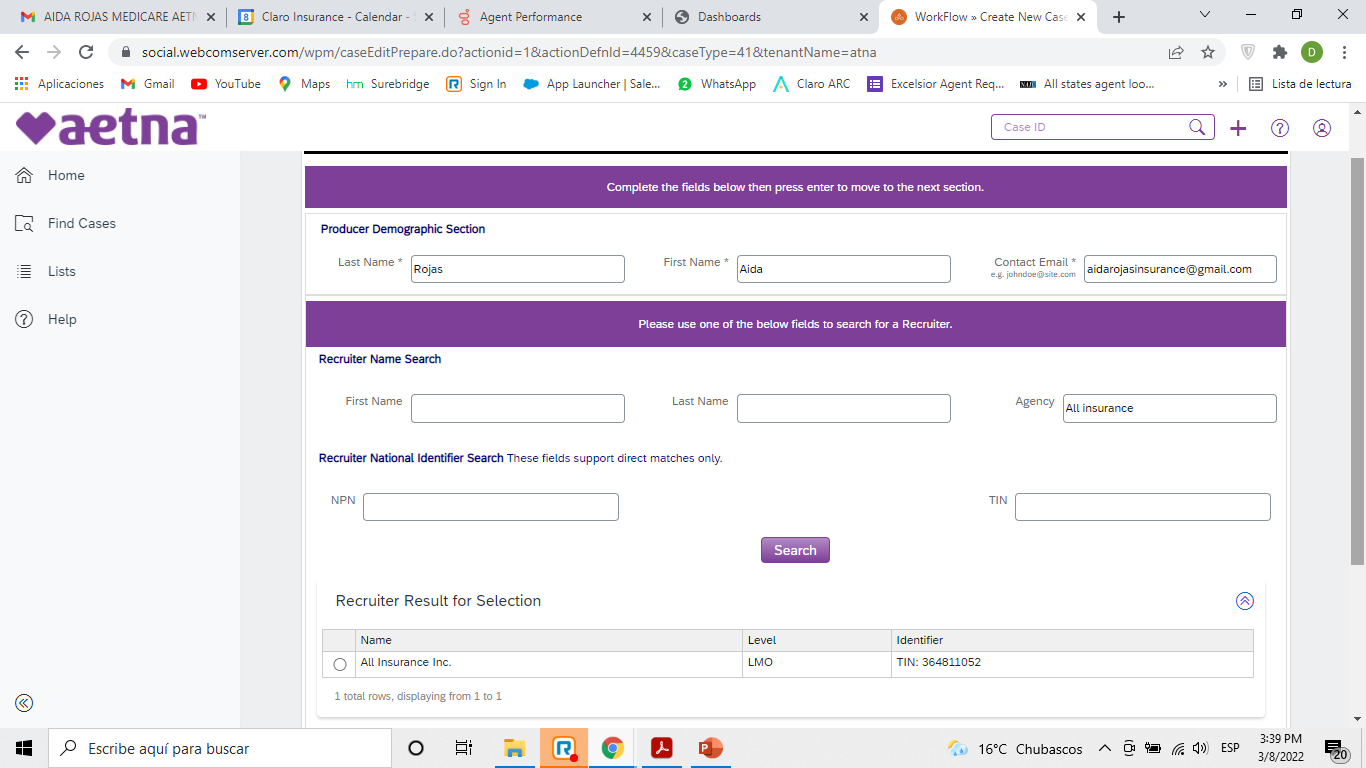 AIDA ROJAS MEDICARE AETN
Claro Insurance - Calendar -
Agent Performance
Dashboards
WorkFlow » Create New Case
social.webcomserver.com/wpm/caseEditPrepare.do?actionid=1&actionDefnId=4459&caseType=41&tenantName=atna
D
Aplicaciones
Gmail
YouTube
Maps
hm Surebridge
Sign In
App Launcher | Sale...
WhatsApp
Claro ARC
Excelsior Agent Req...
All states agent loo...
»
Lista de lectura
aetna™
Case ID
Home
Find Cases
Lists
Help
Complete the fields below then press enter to move to the next section.
Producer Demographic Section
Last Name * Rojas
First Name * Aida
Contact Email * aidarojasinsurance@gmail.com
e.g. johndoe@site.com
Please use one of the below fields to search for a Recruiter.
Recruiter Name Search
First Name
Last Name
Agency All insurance
Recruiter National Identifier Search These fields support direct matches only.
NPN
TIN
Search
Recruiter Result for Selection
Name Level Identifier
All Insurance Inc. LMO TIN: 364811052
1 total rows, displaying from 1 to 1
Escribe aquí para buscar
16°C Chubascos
ESP
3:39 PM
3/8/2022
20